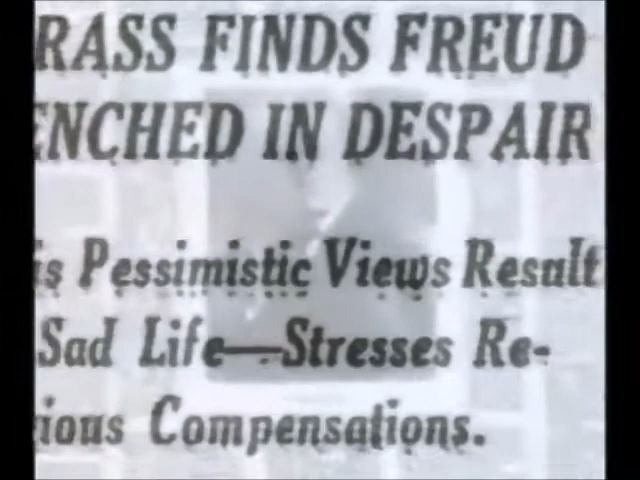 RASS FINDS FREUD
ENCHED IN DESPAIR
is Pessimistic Views Result
Sad Life—Stresses Re-
ious Compensations.